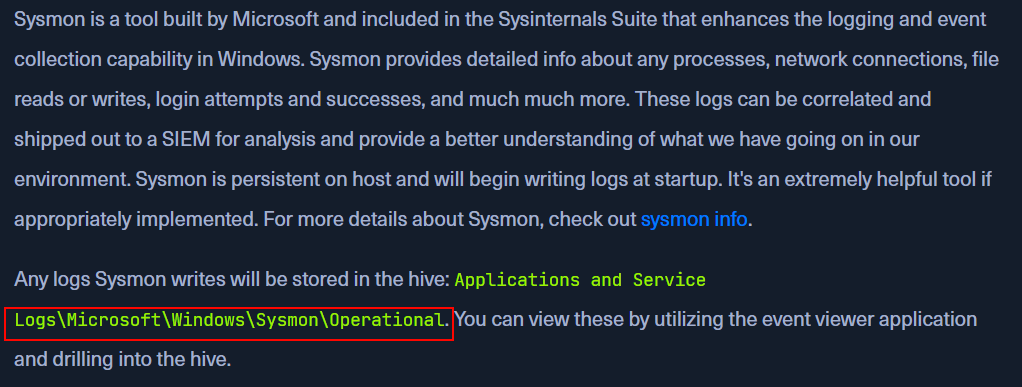 Sysmon is a tool built by Microsoft and included in the Sysinternals Suite that enhances the logging and event
collection capability in Windows. Sysmon provides detailed info about any processes, network connections, file
reads or writes, login attempts and successes, and much much more. These logs can be correlated and
shipped out to a SIEM for analysis and provide a better understanding of what we have going on in our
environment. Sysmon is persistent on host and will begin writing logs at startup. It's an extremely helpful tool if
appropriately implemented. For more details about Sysmon, check out sysmon info.
Any logs Sysmon writes will be stored in the hive: Applications and Service
Logs\Microsoft\Windows\Sysmon\Operational. You can view these by utilizing the event viewer application
and drilling into the hive.